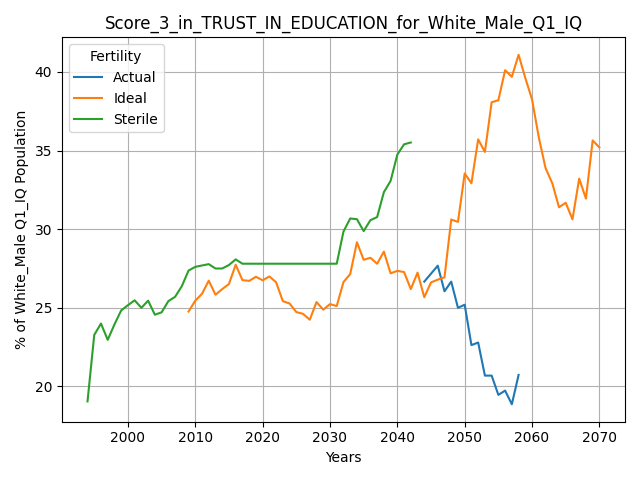 Score_3_in_TRUST_IN_EDUCATION_for_White_Male_Q1_IQ
Fertility
Actual
Ideal
Sterile
% of White_Male Q1_IQ Population
40
35
30
25
20
2000
2010
2020
2030
2040
2050
2060
2070
Years